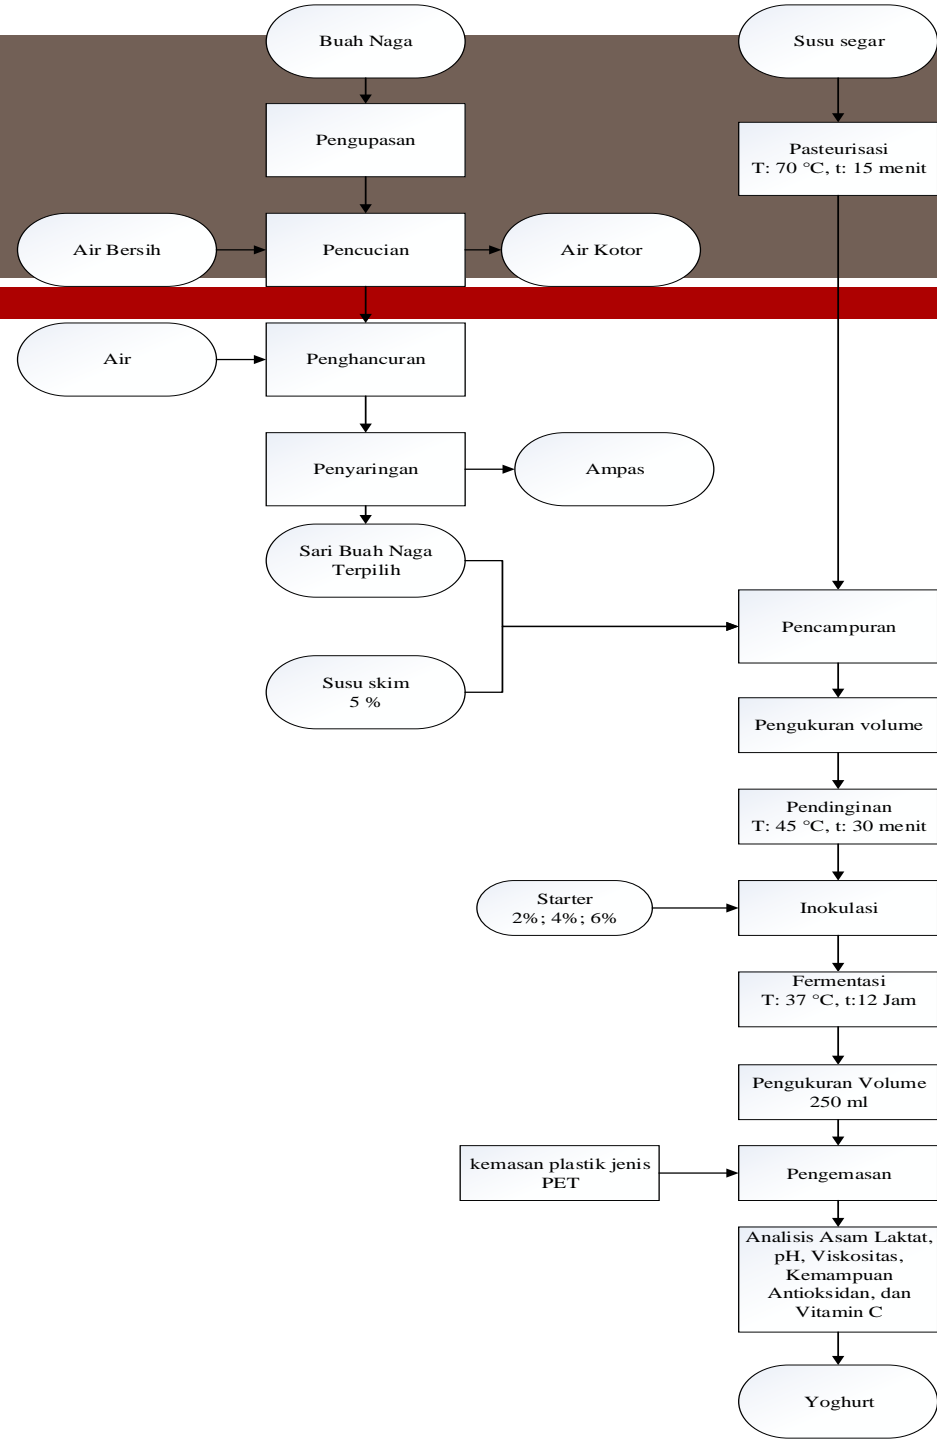 Buah Naga
Susu segar
Pengupasan
Pasteurisasi
T: 70 °C, t: 15 menit
Air Bersih
Pencucian
Air Kotor
Air
Penghancuran
Penyaringan
Ampas
Sari Buah Naga
Terpilih
Pencampuran
Susu skim
5 %
Pengukuran volume
Pendinginan
T: 45 °C, t: 30 menit
Starter
2%; 4%; 6%
Inokulasi
Fermentasi
T: 37 °C, t:12 Jam
Pengukuran Volume
250 ml
kemasan plastik jenis
PET
Pengemasan
Analisis Asam Laktat,
pH, Viskositas,
Kemampuan
Antioksidan, dan
Vitamin C
Yoghurt